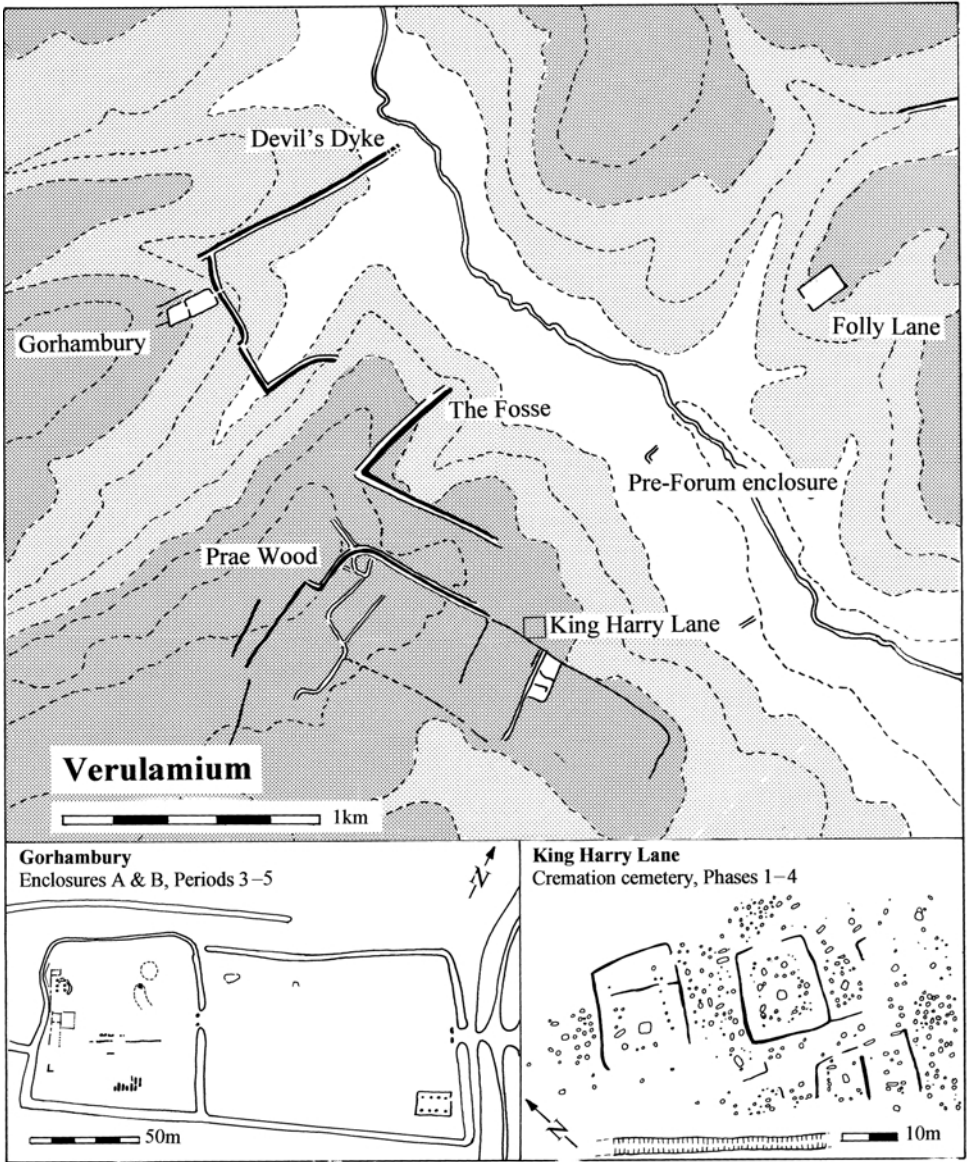 Devil's Dyke
Gorhambury
Folly Lane
The Fosse
Pre-Forum enclosure
Prae Wood
King Harry Lane
Verulamium
1km
Gorhambury
Enclosures A & B, Periods 3–5
N
50m
King Harry Lane
Cremation cemetery, Phases 1–4
N
10m